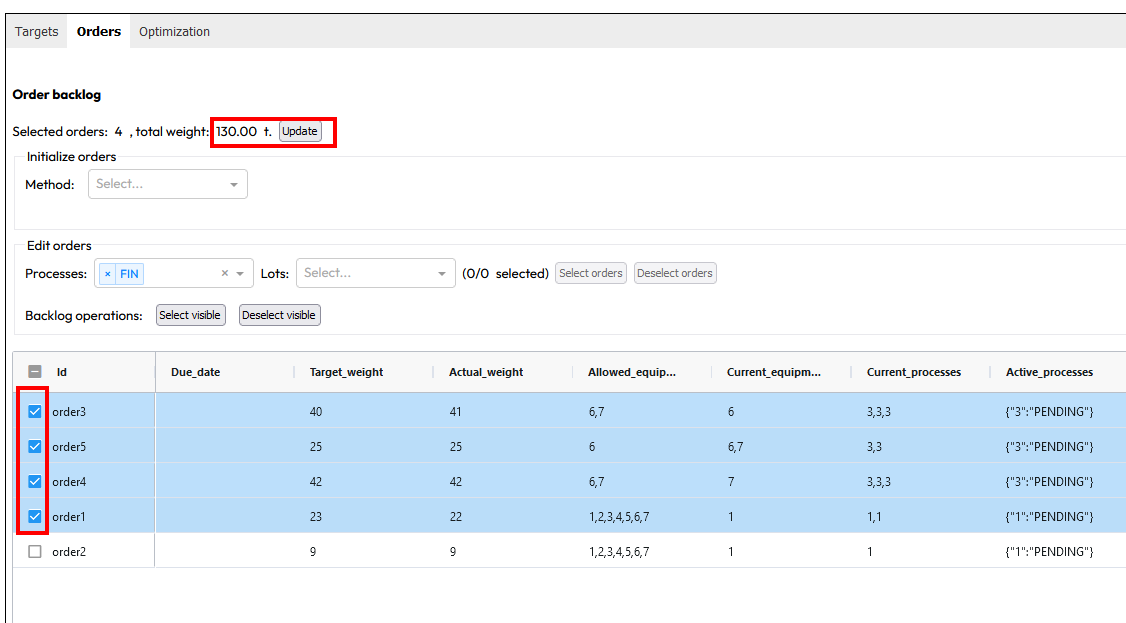 Targets Orders Optimization
Order backlog
Selected orders: 4 , total weight: 130.00 t. Update
Initialize orders
Method: Select...
Edit orders
Processes: × FIN × Lots: Select... (0/0 selected) Select orders Deselect orders
Backlog operations: Select visible Deselect visible
Id Due_date Target_weight Actual_weight Allowed_equip... Current_equipm... Current_processes Active_processes
order3 40 41 6,7 6 3,3,3 {"3":"PENDING"}
order5 25 25 6 6,7 3,3 {"3":"PENDING"}
order4 42 42 6,7 7 3,3,3 {"3":"PENDING"}
order1 23 22 1,2,3,4,5,6,7 1 1,1 {"1":"PENDING"}
order2 9 9 1,2,3,4,5,6,7 1 1 {"1":"PENDING"}